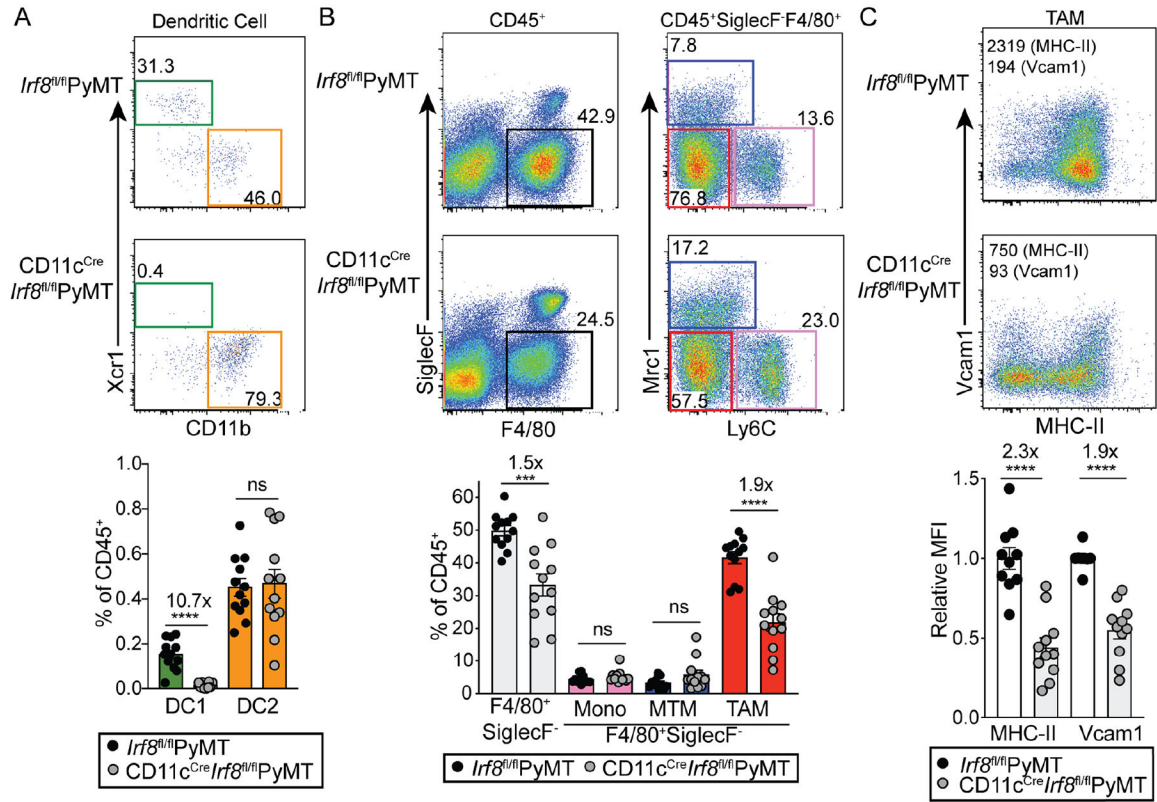 A
Dendritic Cell
Irf8fl/flPyMT
31.3
46.0
CD11cCre
Irf8fl/flPyMT
0.4
79.3
Xcr1
CD11b
% of CD45+
0.8
0.6
0.4
0.2
0.0
10.7x
****
ns
DC1
DC2
Irf8fl/flPyMT
CD11cCreIrf8fl/flPyMT
B
CD45+
CD45+SiglecF-F4/80+
Irf8fl/flPyMT
42.9
7.8
13.6
76.8
CD11cCre
Irf8fl/flPyMT
24.5
17.2
23.0
57.5
SiglecF
F4/80
Mrc1
Ly6C
% of CD45+
60
50
40
30
20
10
0
1.5x
***
ns
ns
1.9x
****
F4/80+
SiglecF-
Mono
MTM
TAM
F4/80+SiglecF-
Irf8fl/flPyMT
CD11cCreIrf8fl/flPyMT
C
TAM
Irf8fl/flPyMT
2319 (MHC-II)
194 (Vcam1)
CD11cCre
Irf8fl/flPyMT
750 (MHC-II)
93 (Vcam1)
Vcam1
MHC-II
Relative MFI
1.5
1.0
0.5
0.0
2.3x
****
1.9x
****
MHC-II
Vcam1
Irf8fl/flPyMT
CD11cCreIrf8fl/flPyMT